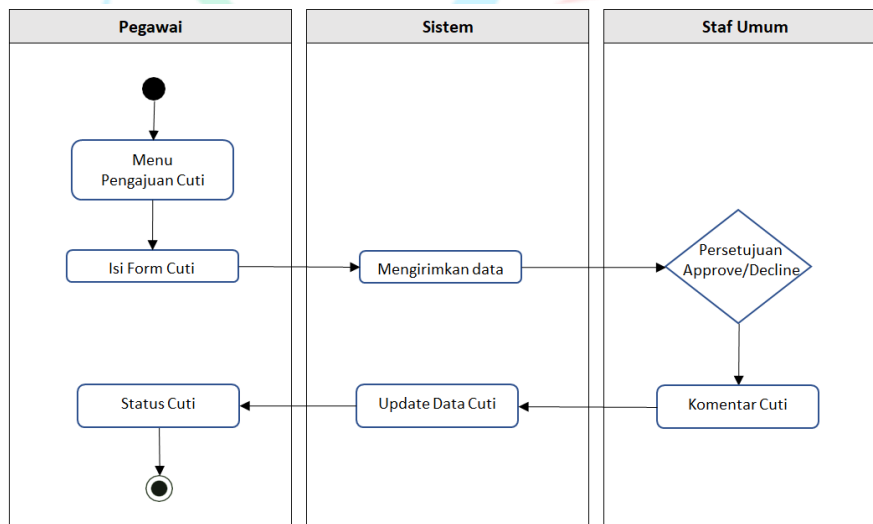 Pegawai
Sistem
Staf Umum
Menu
Pengajuan Cuti
Isi Form Cuti
Mengirimkan data
Persetujuan
Approve/Decline
Status Cuti
Update Data Cuti
Komentar Cuti